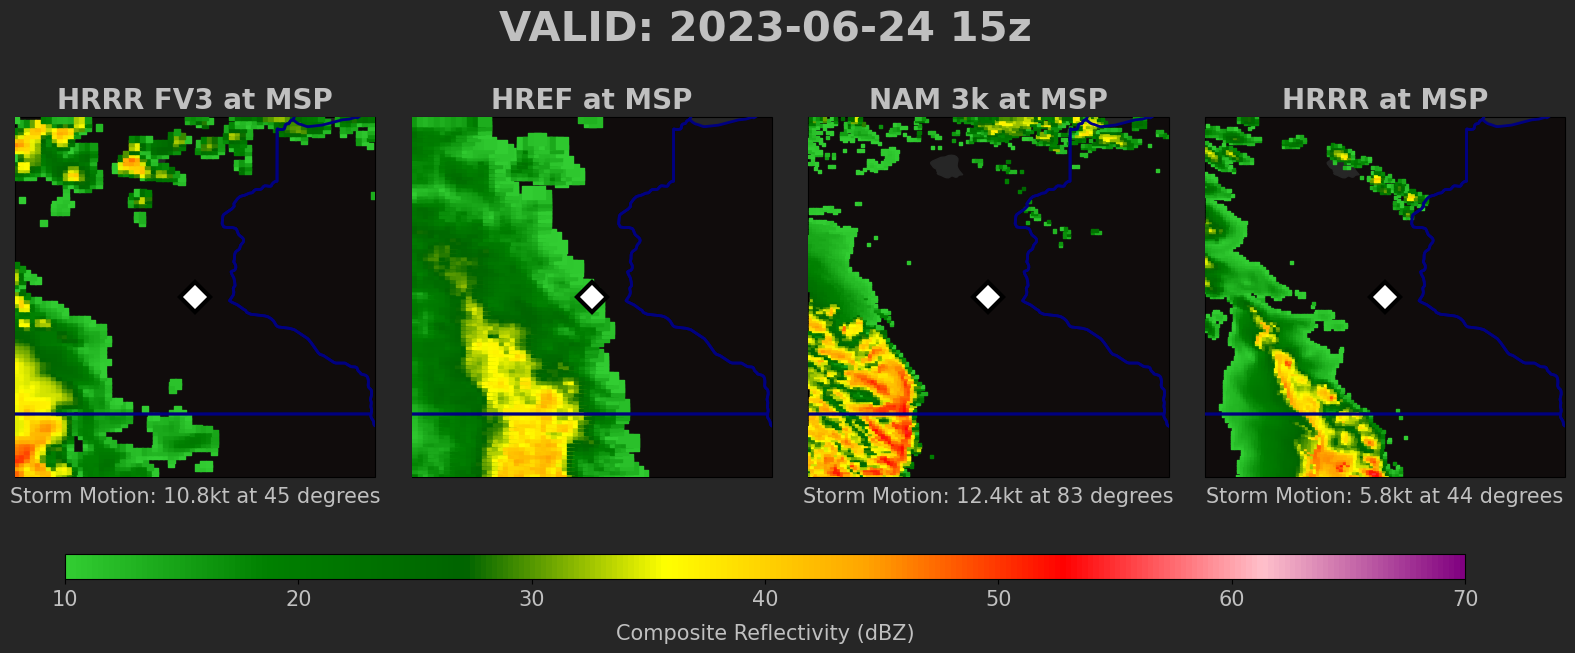 VALID: 2023-06-24 15z
HRRR FV3 at MSP
HREF at MSP
NAM 3k at MSP
HRRR at MSP
Storm Motion: 10.8kt at 45 degrees
Storm Motion: 12.4kt at 83 degrees
Storm Motion: 5.8kt at 44 degrees
10 20 30 40 50 60 70
Composite Reflectivity (dBZ)